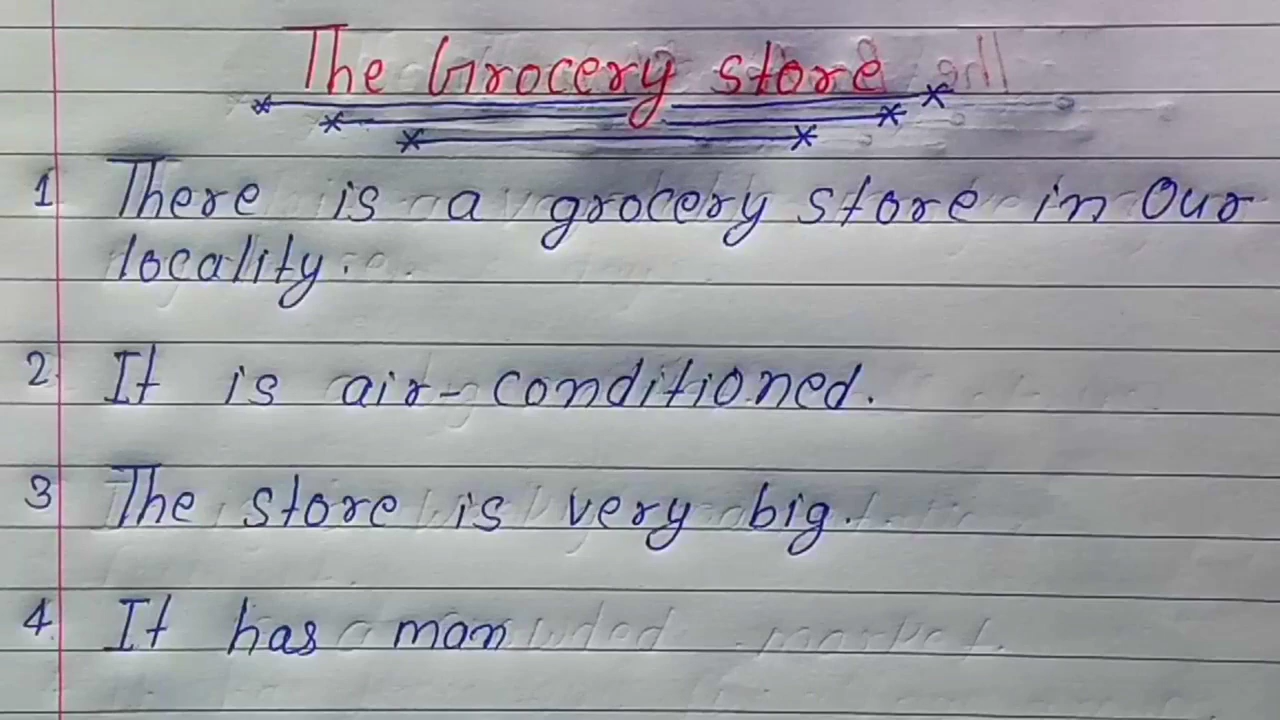 The Grocery store
1 There is a grocery store in Our
locality.
2. It is air-conditioned.
3 The store is very big.
4. It has man